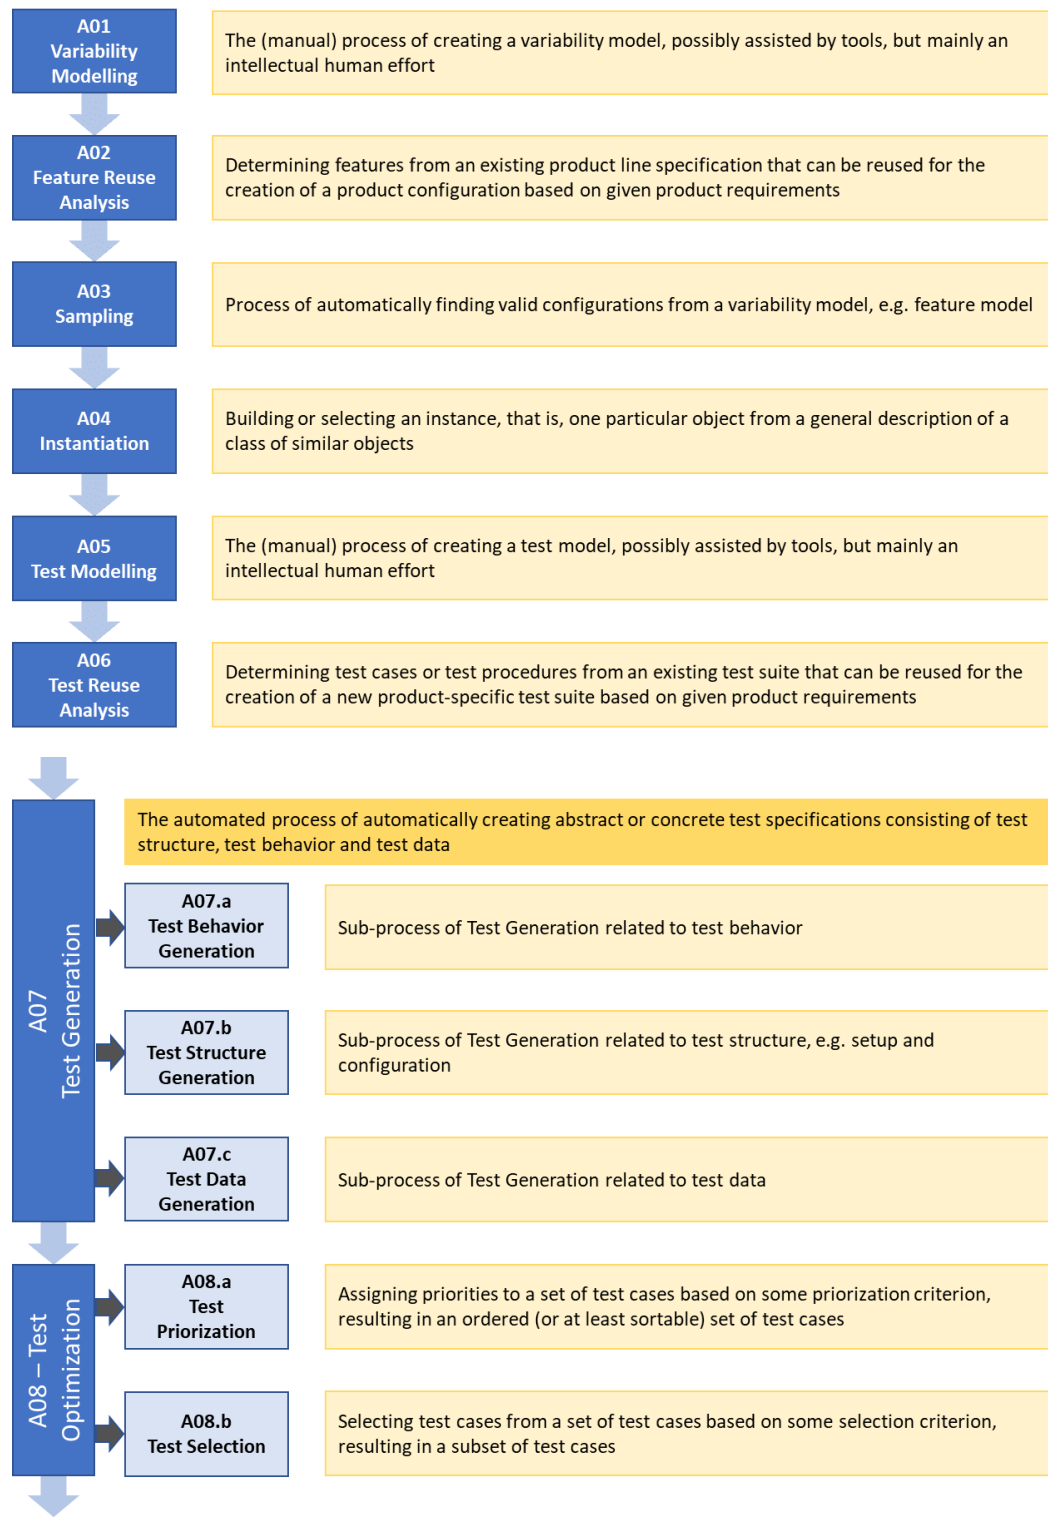 A01
Variability
Modelling
The (manual) process of creating a variability model, possibly assisted by tools, but mainly an
intellectual human effort
A02
Feature Reuse
Analysis
Determining features from an existing product line specification that can be reused for the
creation of a product configuration based on given product requirements
A03
Sampling
Process of automatically finding valid configurations from a variability model, e.g. feature model
A04
Instantiation
Building or selecting an instance, that is, one particular object from a general description of a
class of similar objects
A05
Test Modelling
The (manual) process of creating a test model, possibly assisted by tools, but mainly an
intellectual human effort
A06
Test Reuse
Analysis
Determining test cases or test procedures from an existing test suite that can be reused for the
creation of a new product-specific test suite based on given product requirements
A07
Test Generation
The automated process of automatically creating abstract or concrete test specifications consisting of test
structure, test behavior and test data
A07.a
Test Behavior
Generation
Sub-process of Test Generation related to test behavior
A07.b
Test Structure
Generation
Sub-process of Test Generation related to test structure, e.g. setup and
configuration
A07.c
Test Data
Generation
Sub-process of Test Generation related to test data
A08 – Test
Optimization
A08.a
Test
Priorization
Assigning priorities to a set of test cases based on some priorization criterion,
resulting in an ordered (or at least sortable) set of test cases
A08.b
Test Selection
Selecting test cases from a set of test cases based on some selection criterion,
resulting in a subset of test cases